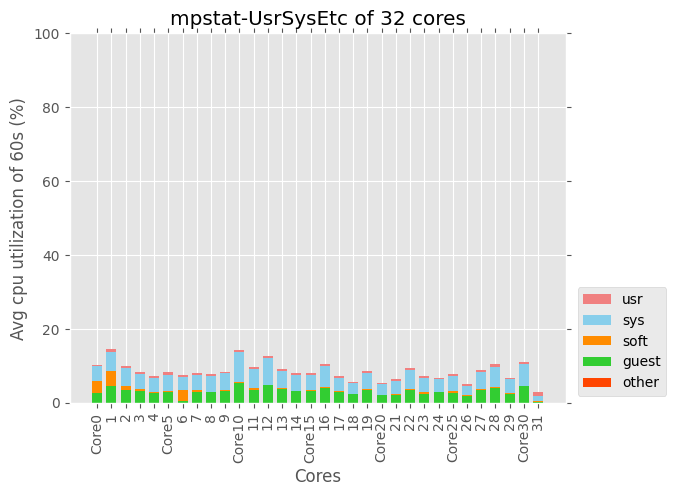 mpstat-UsrSysEtc of 32 cores
Avg cpu utilization of 60s (%)
100
80
60
40
20
0
Core0
1
2
3
4
Core5
6
7
8
9
Core10
11
12
13
14
Core15
16
17
18
19
Core20
21
22
23
24
Core25
26
27
28
29
Core30
31
Cores
usr
sys
soft
guest
other